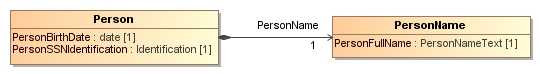 Person
PersonBirthDate : date [1]
PersonSSNIdentification : Identification [1]
PersonName
1
PersonName
PersonFullName : PersonNameText [1]